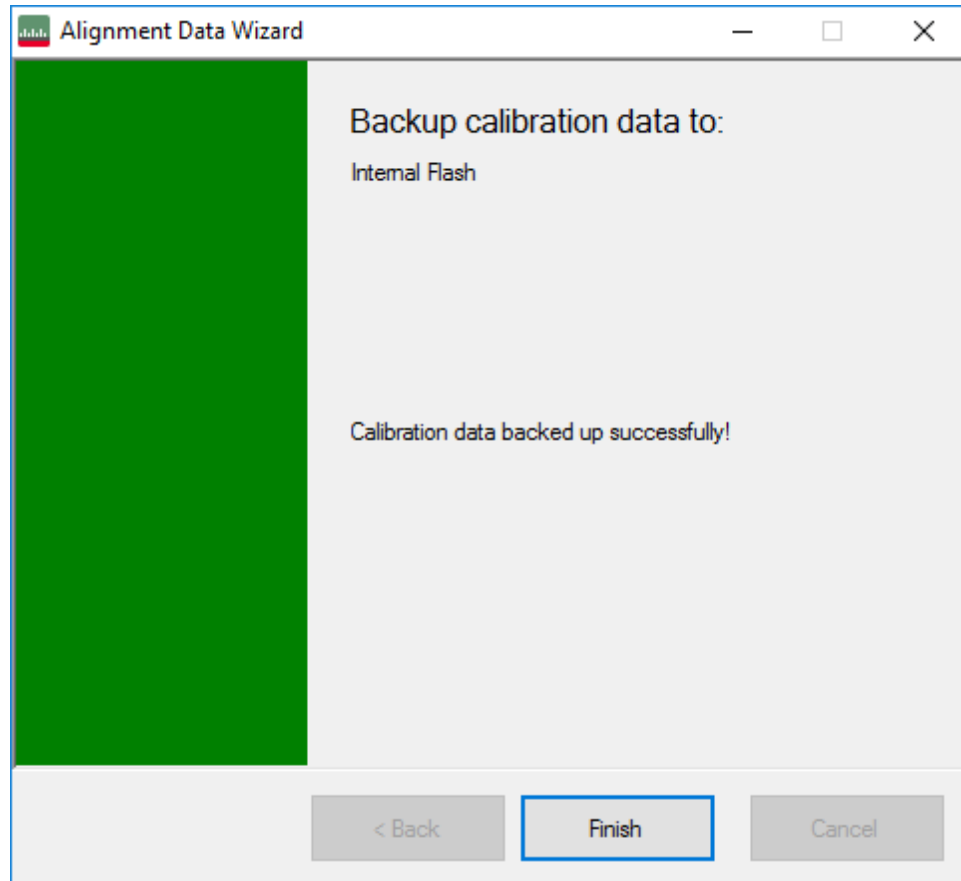 Alignment Data Wizard
Backup calibration data to:
Internal Flash
Calibration data backed up successfully!
< Back
Finish
Cancel